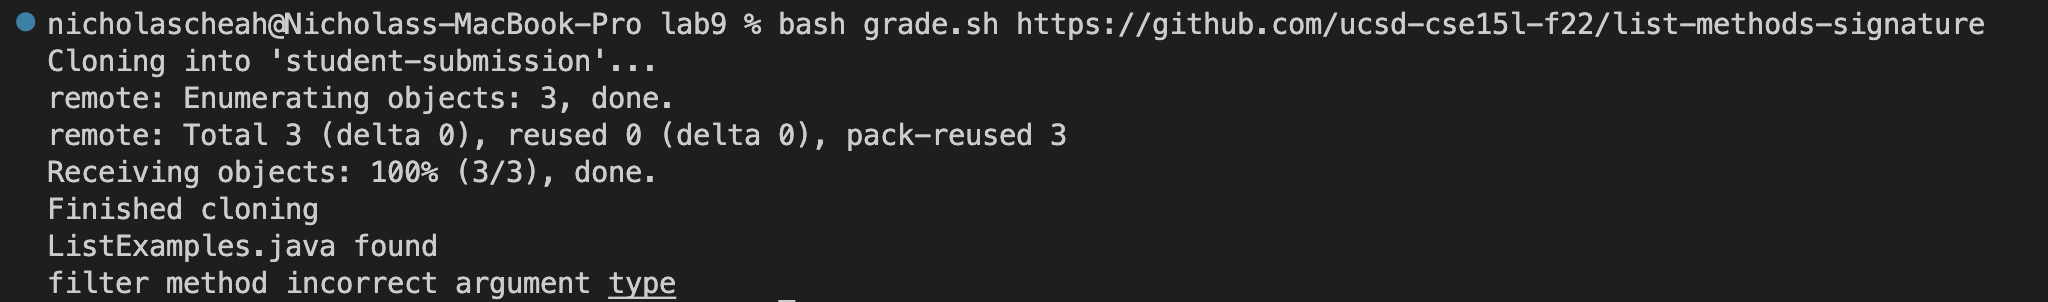 nicholascheah@Nicholass-MacBook-Pro lab9 % bash grade.sh https://github.com/ucsd-cse15l-f22/list-methods-signature
Cloning into 'student-submission'...
remote: Enumerating objects: 3, done.
remote: Total 3 (delta 0), reused 0 (delta 0), pack-reused 3
Receiving objects: 100% (3/3), done.
Finished cloning
ListExamples.java found
filter method incorrect argument type